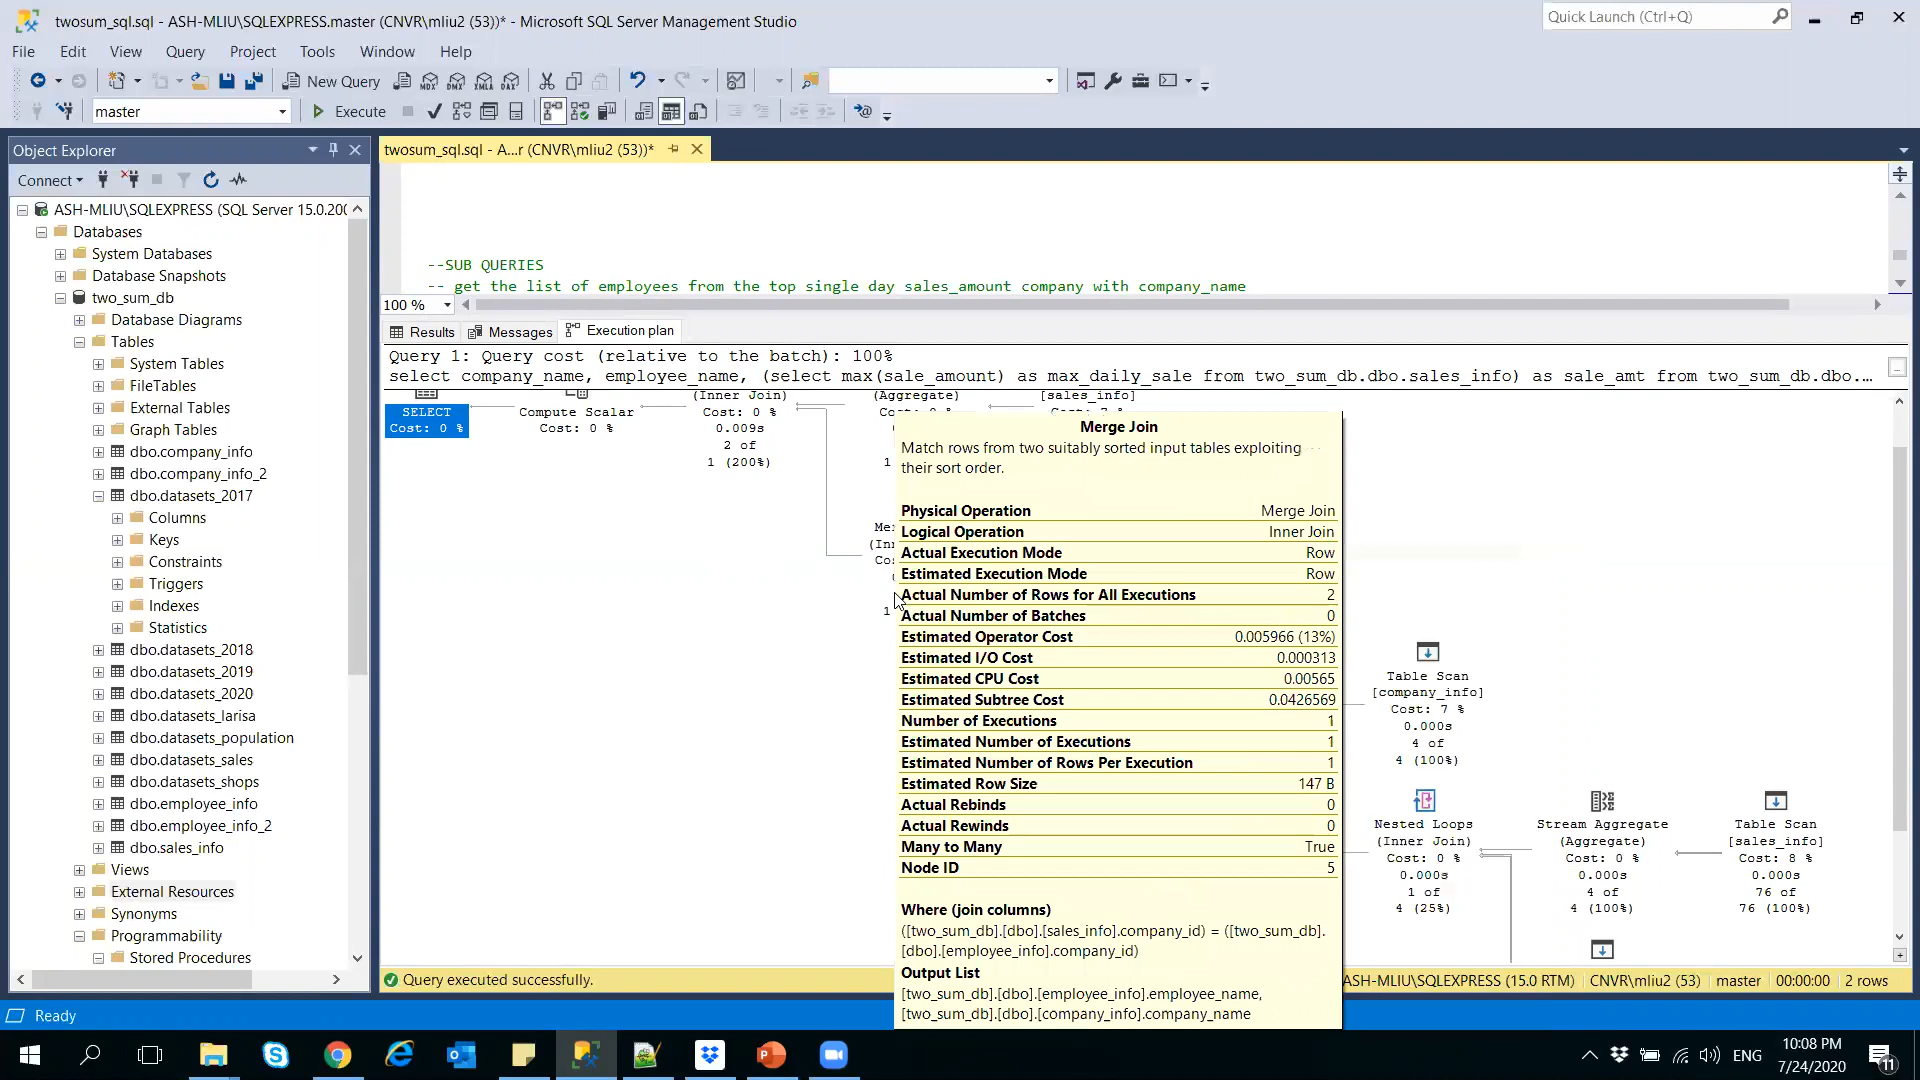 twosum_sql.sql - ASH-MLIU\SQLEXPRESS.master (CNVR\mliu2 (53))* - Microsoft SQL Server Management Studio
Quick Launch (Ctrl+Q)
File Edit View Query Project Tools Window Help
New Query
MDX DMX XMLA DAX
master
Execute
Object Explorer
Connect
ASH-MLIU\SQLEXPRESS (SQL Server 15.0.200
Databases
System Databases
Database Snapshots
two_sum_db
Database Diagrams
Tables
System Tables
FileTables
External Tables
Graph Tables
dbo.company_info
dbo.company_info_2
dbo.datasets_2017
Columns
Keys
Constraints
Triggers
Indexes
Statistics
dbo.datasets_2018
dbo.datasets_2019
dbo.datasets_2020
dbo.datasets_larisa
dbo.datasets_population
dbo.datasets_sales
dbo.datasets_shops
dbo.employee_info
dbo.employee_info_2
dbo.sales_info
Views
External Resources
Synonyms
Programmability
Stored Procedures
twosum_sql.sql - A...r (CNVR\mliu2 (53))*
--SUB QUERIES
-- get the list of employees from the top single day sales_amount company with company_name
100 %
Results Messages Execution plan
Query 1: Query cost (relative to the batch): 100%
select company_name, employee_name, (select max(sale_amount) as max_daily_sale from two_sum_db.dbo.sales_info) as sale_amt from two_sum_db.dbo....
SELECT
Cost: 0 %
Compute Scalar
Cost: 0 %
(Inner Join)
Cost: 0 %
0.009s
2 of
1 (200%)
(Aggregate)
[sales_info]
Merge Join
Match rows from two suitably sorted input tables exploiting
their sort order.
Physical Operation Merge Join
Logical Operation Inner Join
Actual Execution Mode Row
Estimated Execution Mode Row
Actual Number of Rows for All Executions 2
Actual Number of Batches 0
Estimated Operator Cost 0.005966 (13%)
Estimated I/O Cost 0.000313
Estimated CPU Cost 0.00565
Estimated Subtree Cost 0.0426569
Number of Executions 1
Estimated Number of Executions 1
Estimated Number of Rows Per Execution 1
Estimated Row Size 147 B
Actual Rebinds 0
Actual Rewinds 0
Many to Many True
Node ID 5
Where (join columns)
([two_sum_db].[dbo].[sales_info].company_id) = ([two_sum_db].
[dbo].[employee_info].company_id)
Output List
[two_sum_db].[dbo].[employee_info].employee_name,
[two_sum_db].[dbo].[company_info].company_name
Table Scan
[company_info]
Cost: 7 %
0.000s
4 of
4 (100%)
Nested Loops
(Inner Join)
Cost: 0 %
0.000s
1 of
4 (25%)
Stream Aggregate
(Aggregate)
Cost: 0 %
0.000s
4 of
4 (100%)
Table Scan
[sales_info]
Cost: 8 %
0.000s
76 of
76 (100%)
Query executed successfully.
ASH-MLIU\SQLEXPRESS (15.0 RTM) CNVR\mliu2 (53) master 00:00:00 2 rows
Ready
ENG
10:08 PM
7/24/2020
11